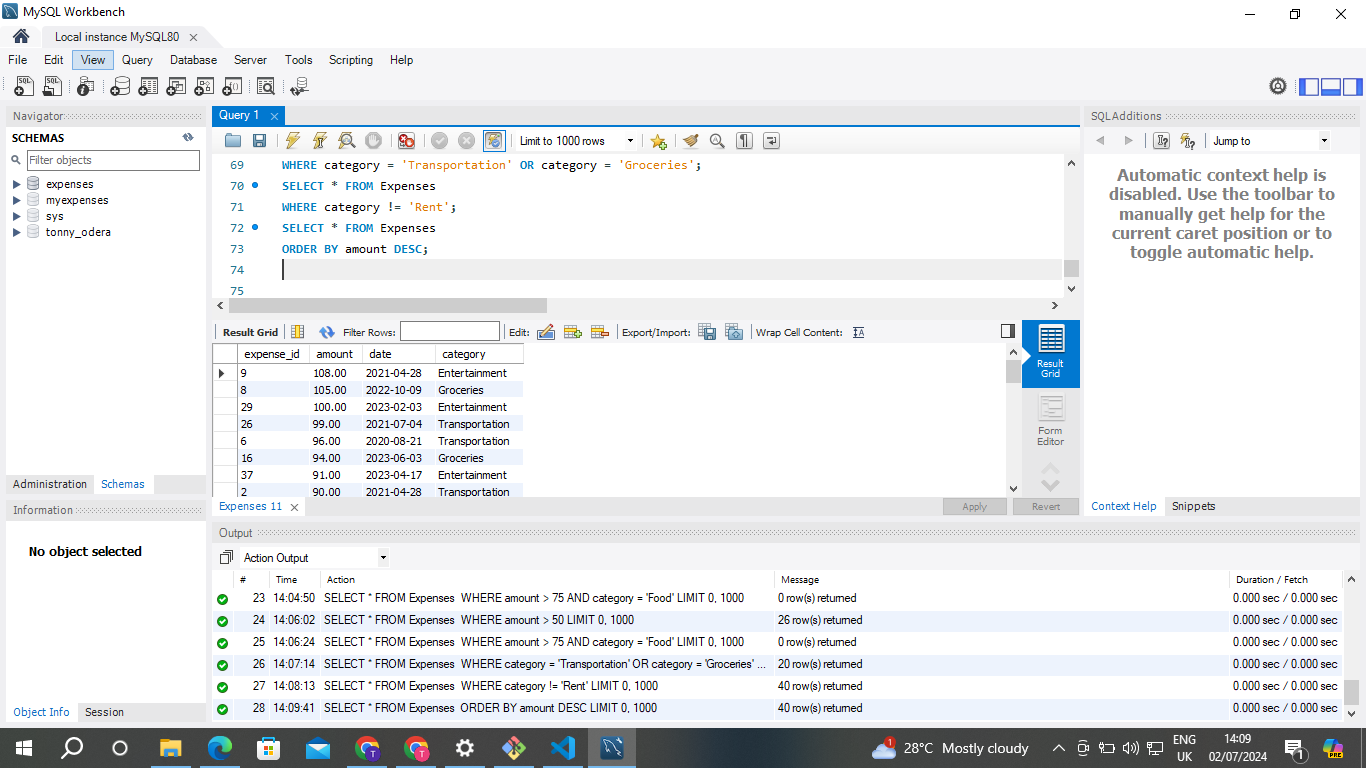 MySQL Workbench
Local instance MySQL80
File Edit View Query Database Server Tools Scripting Help
Navigator
SCHEMAS
Filter objects
expenses
myexpenses
sys
tonny_odera
Administration Schemas
Information
No object selected
Object Info Session
Query 1
Limit to 1000 rows
69 WHERE category = 'Transportation' OR category = 'Groceries';
70 SELECT * FROM Expenses
71 WHERE category != 'Rent';
72 SELECT * FROM Expenses
73 ORDER BY amount DESC;
74
75
Result Grid Filter Rows: Edit: Export/Import: Wrap Cell Content:
expense_id amount date category
9 108.00 2021-04-28 Entertainment
8 105.00 2022-10-09 Groceries
29 100.00 2023-02-03 Entertainment
26 99.00 2021-07-04 Transportation
6 96.00 2020-08-21 Transportation
16 94.00 2023-06-03 Groceries
37 91.00 2023-04-17 Entertainment
2 90.00 2021-04-28 Transportation
Result
Grid
Form
Editor
Expenses 11
Apply Revert
SQLAdditions
Jump to
Automatic context help is
disabled. Use the toolbar to
manually get help for the
current caret position or to
toggle automatic help.
Context Help Snippets
Output
Action Output
# Time Action Message Duration / Fetch
23 14:04:50 SELECT * FROM Expenses WHERE amount > 75 AND category = 'Food' LIMIT 0, 1000 0 row(s) returned 0.000 sec / 0.000 sec
24 14:06:02 SELECT * FROM Expenses WHERE amount > 50 LIMIT 0, 1000 26 row(s) returned 0.000 sec / 0.000 sec
25 14:06:24 SELECT * FROM Expenses WHERE amount > 75 AND category = 'Food' LIMIT 0, 1000 0 row(s) returned 0.000 sec / 0.000 sec
26 14:07:14 SELECT * FROM Expenses WHERE category = 'Transportation' OR category = 'Groceries' ... 20 row(s) returned 0.000 sec / 0.000 sec
27 14:08:13 SELECT * FROM Expenses WHERE category != 'Rent' LIMIT 0, 1000 40 row(s) returned 0.000 sec / 0.000 sec
28 14:09:41 SELECT * FROM Expenses ORDER BY amount DESC LIMIT 0, 1000 40 row(s) returned 0.000 sec / 0.000 sec
28°C Mostly cloudy
ENG
UK
14:09
02/07/2024
1
PRE